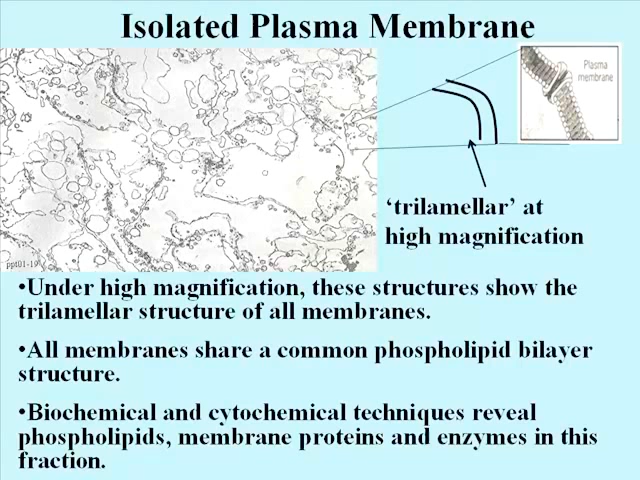 Isolated Plasma Membrane
Plasma
membrane
‘trilamellar’ at
high magnification
ppt01-19
•Under high magnification, these structures show the
trilamellar structure of all membranes.
•All membranes share a common phospholipid bilayer
structure.
•Biochemical and cytochemical techniques reveal
phospholipids, membrane proteins and enzymes in this
fraction.